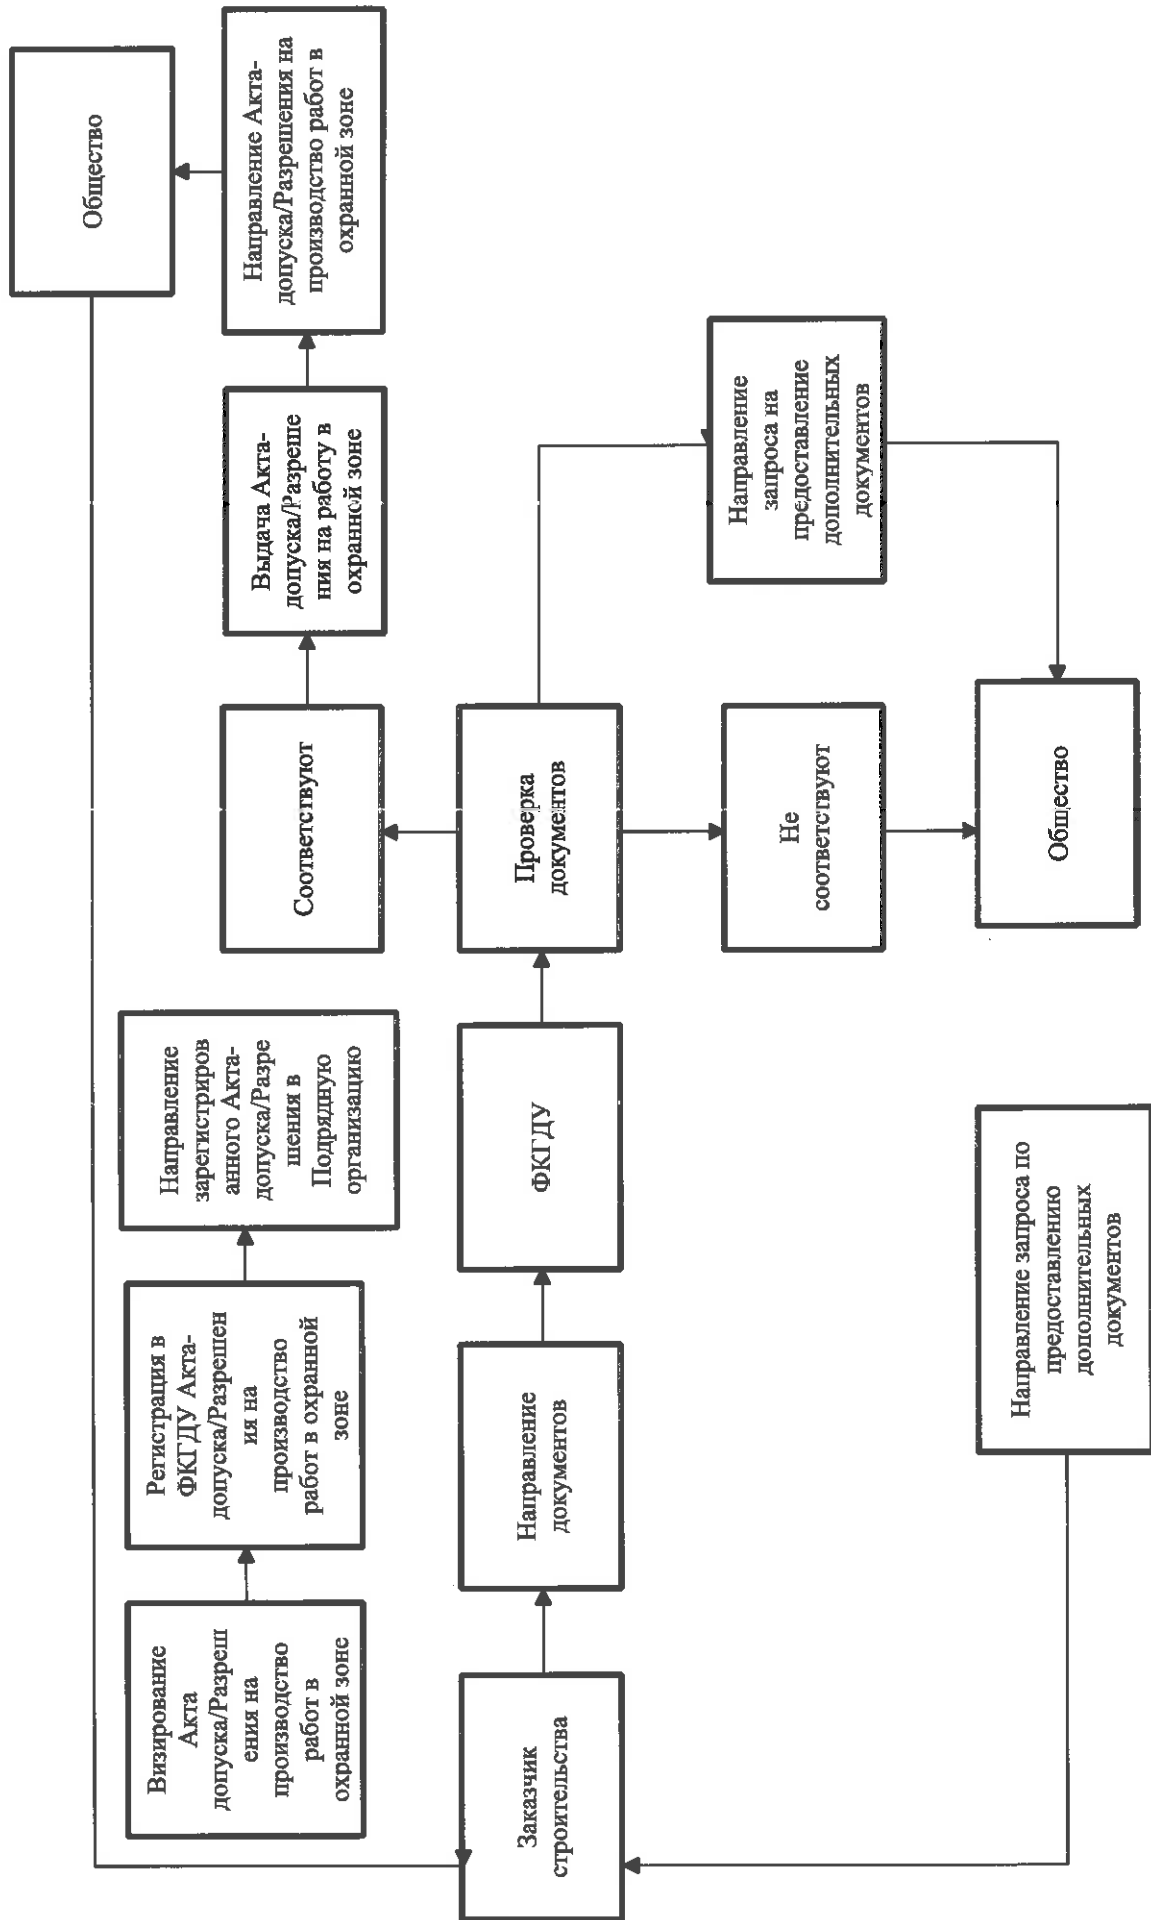 Общество
Визирование
Акта
допуска/Разреш
ения на
производство
работ в
охранной зоне
Регистрация в
ФКГДУ Акта-
допуска/Разрешен
ия на
производство
работ в охранной
зоне
Направление
зарегистриров
анного Акта-
допуска/Разре
шения в
Подрядную
организацию
Соответствуют
Выдача Акта-
допуска/Разреше
ния на работу в
охранной зоне
Направление Акта-
допуска/Разрешения на
производство работ в
охранной зоне
Заказчик
строительства
Направление
документов
ФКГДУ
Проверка
документов
Не
соответствуют
Направление
запроса на
предоставление
дополнительных
документов
Направление запроса по
предоставлению
дополнительных
документов
Общество